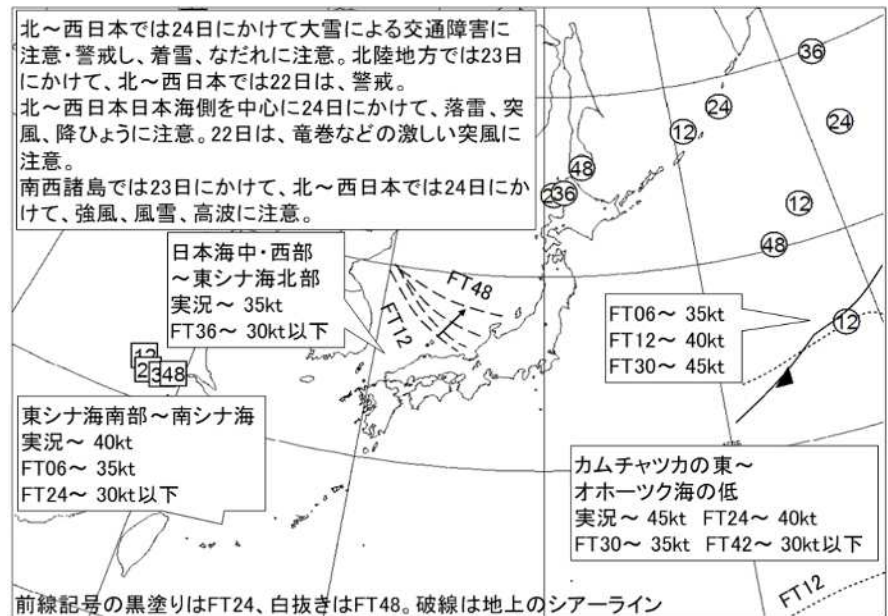 北～西日本では24日にかけて大雪による交通障害に
注意・警戒し、着雪、なだれに注意。北陸地方では23日
にかけて、北～西日本では22日は、警戒。
北～西日本日本海側を中心に24日にかけて、落雷、突
風、降ひょうに注意。22日は、竜巻などの激しい突風に
注意。
南西諸島では23日にかけて、北～西日本では24日にか
けて、強風、風雪、高波に注意。
36
24
12
24
48
36
12
48
日本海中・西部
～東シナ海北部
実況～ 35kt
FT36～ 30kt以下
FT48
FT12
FT06～ 35kt
FT12～ 40kt
FT30～ 45kt
12
12
2
3
48
東シナ海南部～南シナ海
実況～ 40kt
FT06～ 35kt
FT24～ 30kt以下
カムチャツカの東～
オホーツク海の低
実況～ 45kt FT24～ 40kt
FT30～ 35kt FT42～ 30kt以下
FT12
前線記号の黒塗りはFT24、白抜きはFT48。破線は地上のシアーライン